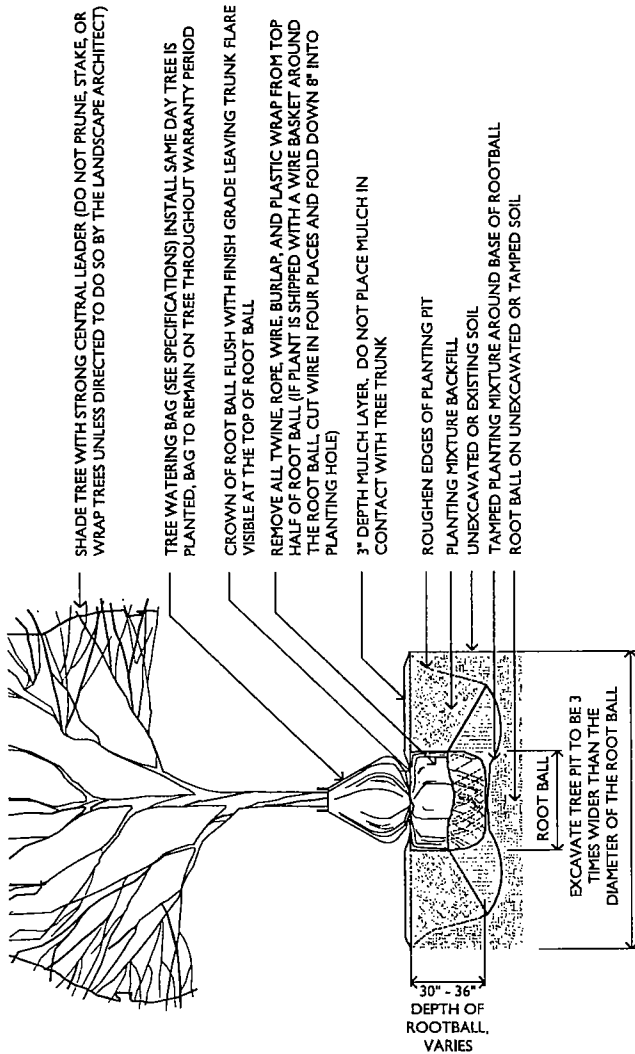 SHADE TREE WITH STRONG CENTRAL LEADER (DO NOT PRUNE, STAKE, OR
WRAP TREES UNLESS DIRECTED TO DO SO BY THE LANDSCAPE ARCHITECT)
TREE WATERING BAG (SEE SPECIFICATIONS) INSTALL SAME DAY TREE IS
PLANTED, BAG TO REMAIN ON TREE THROUGHOUT WARRANTY PERIOD
CROWN OF ROOT BALL FLUSH WITH FINISH GRADE LEAVING TRUNK FLARE
VISIBLE AT THE TOP OF ROOT BALL
REMOVE ALL TWINE, ROPE, WIRE, BURLAP, AND PLASTIC WRAP FROM TOP
HALF OF ROOT BALL (IF PLANT IS SHIPPED WITH A WIRE BASKET AROUND
THE ROOT BALL, CUT WIRE IN FOUR PLACES AND FOLD DOWN 8" INTO
PLANTING HOLE)
3" DEPTH MULCH LAYER, DO NOT PLACE MULCH IN
CONTACT WITH TREE TRUNK
ROUGHEN EDGES OF PLANTING PIT
PLANTING MIXTURE BACKFILL
UNEXCAVATED OR EXISTING SOIL
TAMPED PLANTING MIXTURE AROUND BASE OF ROOTBALL
ROOT BALL ON UNEXCAVATED OR TAMPED SOIL
ROOT BALL
EXCAVATE TREE PIT TO BE 3
TIMES WIDER THAN THE
DIAMETER OF THE ROOT BALL
30" - 36"
DEPTH OF
ROOTBALL,
VARIES